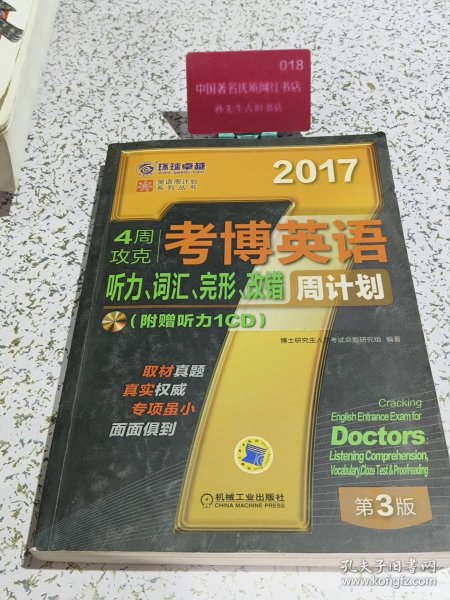 018
中国著名优质网红书店
孙先生古旧书店
环球卓越
www.geedu.com
英语周计划
系列丛书
2017
4周
攻克
考博英语
听力、词汇、完形、改错
周计划
(附赠听力1CD)
博士研究生入学考试命题研究组 编著
取材真题
真实权威
专项虽小
面面俱到
Cracking
English Entrance Exam for
Doctors
Listening Comprehension,
Vocabulary, Cloze Test & Proofreading
机械工业出版社
CHINA MACHINE PRESS
第3版
孔夫子旧书网
kongfz.com